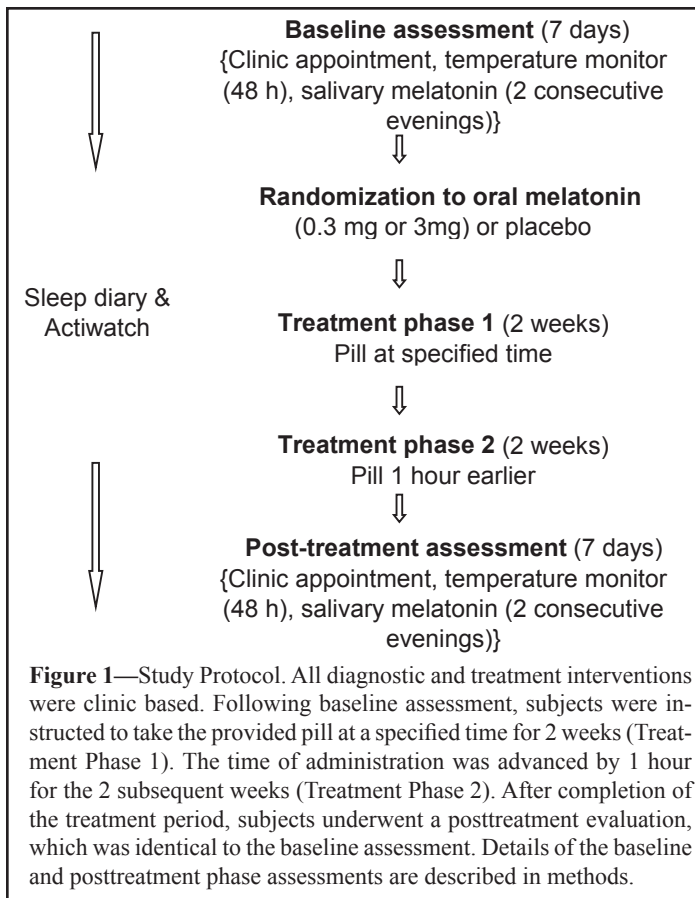 Baseline assessment (7 days)
{Clinic appointment, temperature monitor
(48 h), salivary melatonin (2 consecutive
evenings)}
Randomization to oral melatonin
(0.3 mg or 3mg) or placebo
Sleep diary &
Actiwatch
Treatment phase 1 (2 weeks)
Pill at specified time
Treatment phase 2 (2 weeks)
Pill 1 hour earlier
Post-treatment assessment (7 days)
{Clinic appointment, temperature monitor
(48 h), salivary melatonin (2 consecutive
evenings)}
Figure 1—Study Protocol. All diagnostic and treatment interventions
were clinic based. Following baseline assessment, subjects were in-
structed to take the provided pill at a specified time for 2 weeks (Treat-
ment Phase 1). The time of administration was advanced by 1 hour
for the 2 subsequent weeks (Treatment Phase 2). After completion of
the treatment period, subjects underwent a posttreatment evaluation,
which was identical to the baseline assessment. Details of the baseline
and posttreatment phase assessments are described in methods.